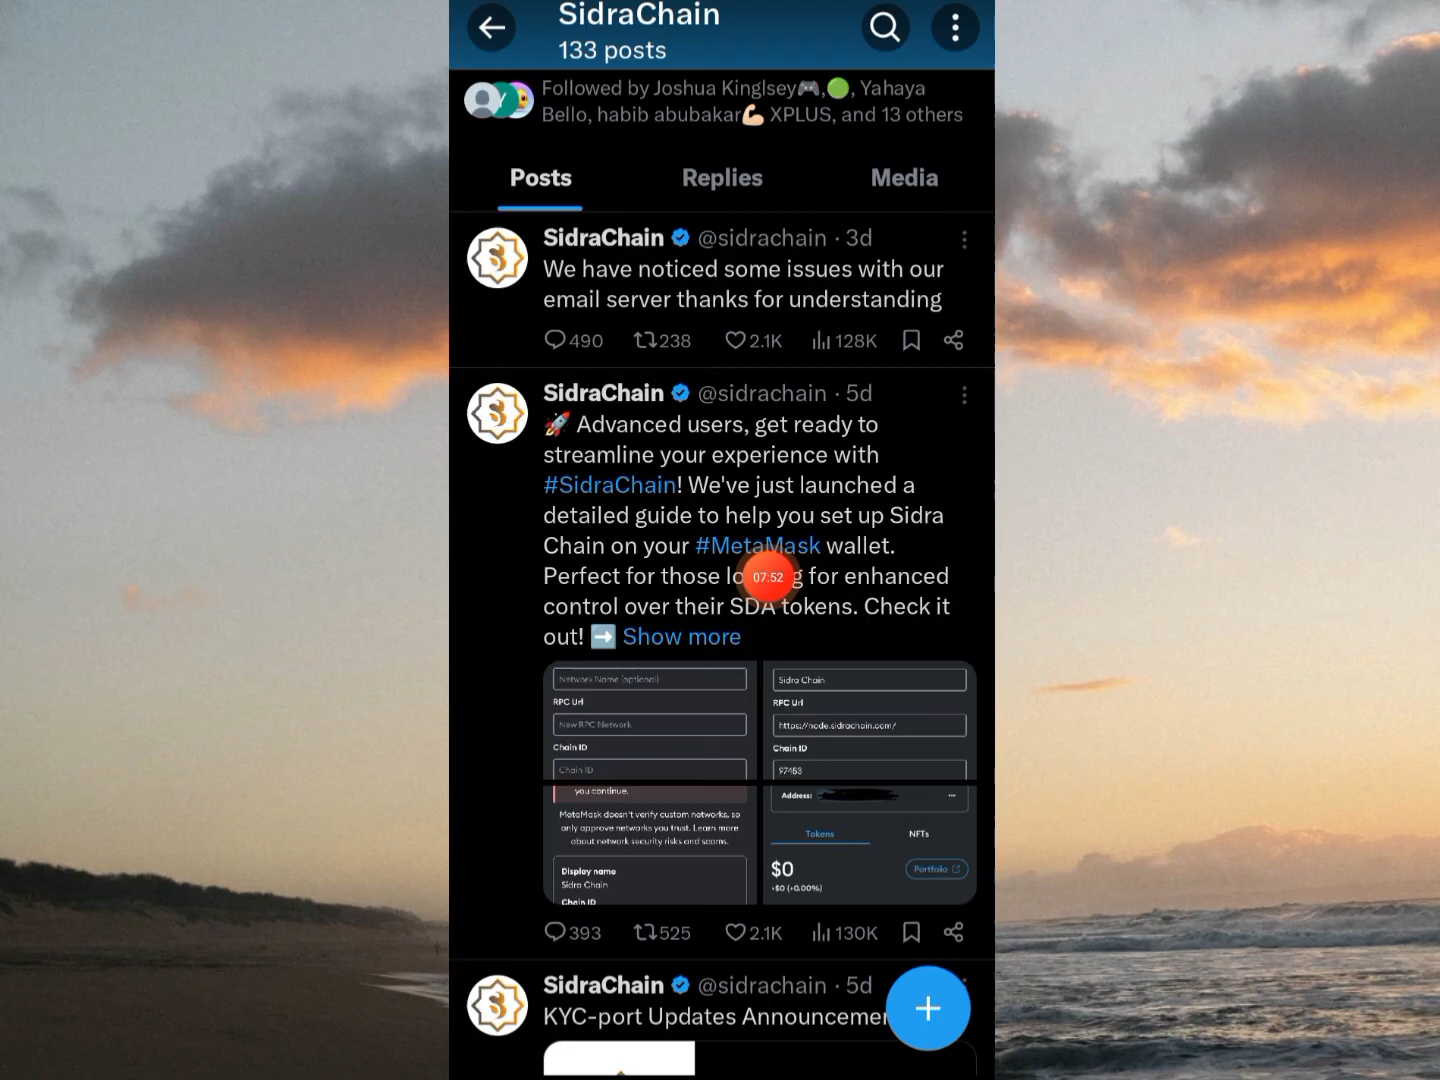 SidraChain
133 posts
Followed by Joshua Kinglsey🎮,🟢, Yahaya
Bello, habib abubakar💪🏻 XPLUS, and 13 others
Posts Replies Media
SidraChain @sidrachain · 3d
We have noticed some issues with our
email server thanks for understanding
490 238 2.1K 128K
SidraChain @sidrachain · 5d
🚀 Advanced users, get ready to
streamline your experience with
#SidraChain! We've just launched a
detailed guide to help you set up Sidra
Chain on your #MetaMask wallet.
Perfect for those lo g for enhanced
07:52
control over their SDA tokens. Check it
out! ➡️ Show more
Network Name (optional)
RPC Url
New RPC Network
Chain ID
Chain ID
Sidra Chain
RPC Url
https://node.sidrachain.com/
Chain ID
97453
you continue.
MetaMask doesn't verify custom networks, so
only approve networks you trust. Learn more
about network security risks and scams.
Display name
Sidra Chain
Chain ID
Address:
Tokens NFTs
$0
Portfolio
+$0 (+0.00%)
393 525 2.1K 130K
SidraChain @sidrachain · 5d
KYC-port Updates Announcemen